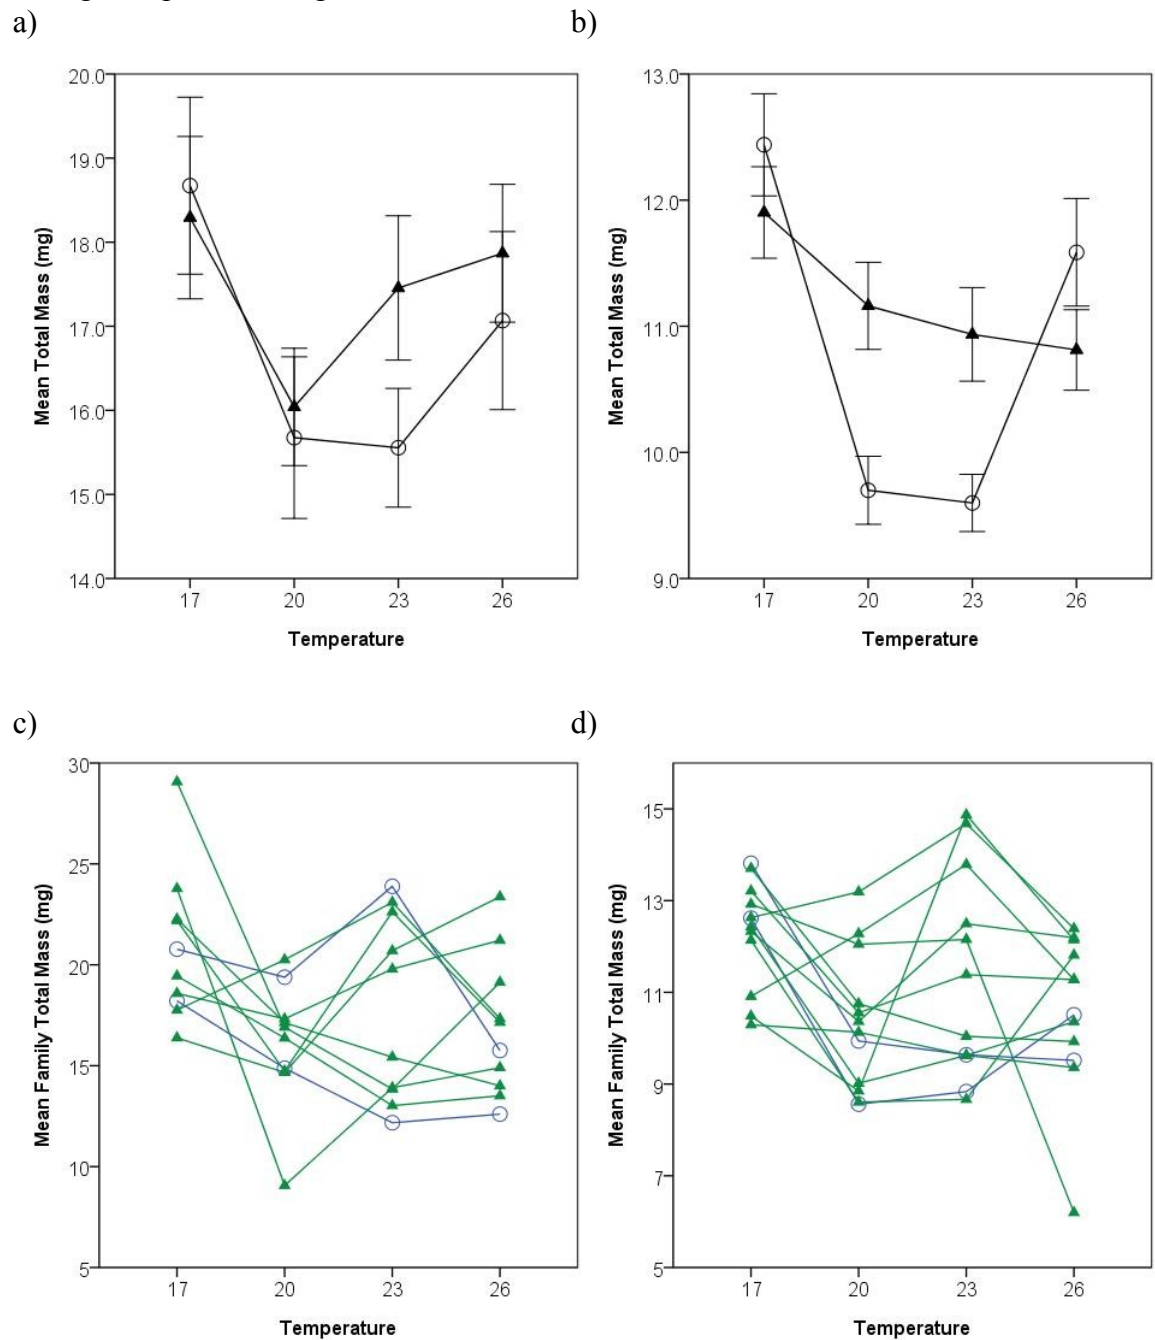 a)
b)
20.0
19.0
18.0
17.0
16.0
15.0
14.0
Mean Total Mass (mg)
17 20 23 26
Temperature
13.0
12.0
11.0
10.0
9.0
Mean Total Mass (mg)
17 20 23 26
Temperature
c)
d)
30
25
20
15
10
5
Mean Family Total Mass (mg)
17 20 23 26
Temperature
15
13
11
9
7
5
Mean Family Total Mass (mg)
17 20 23 26
Temperature